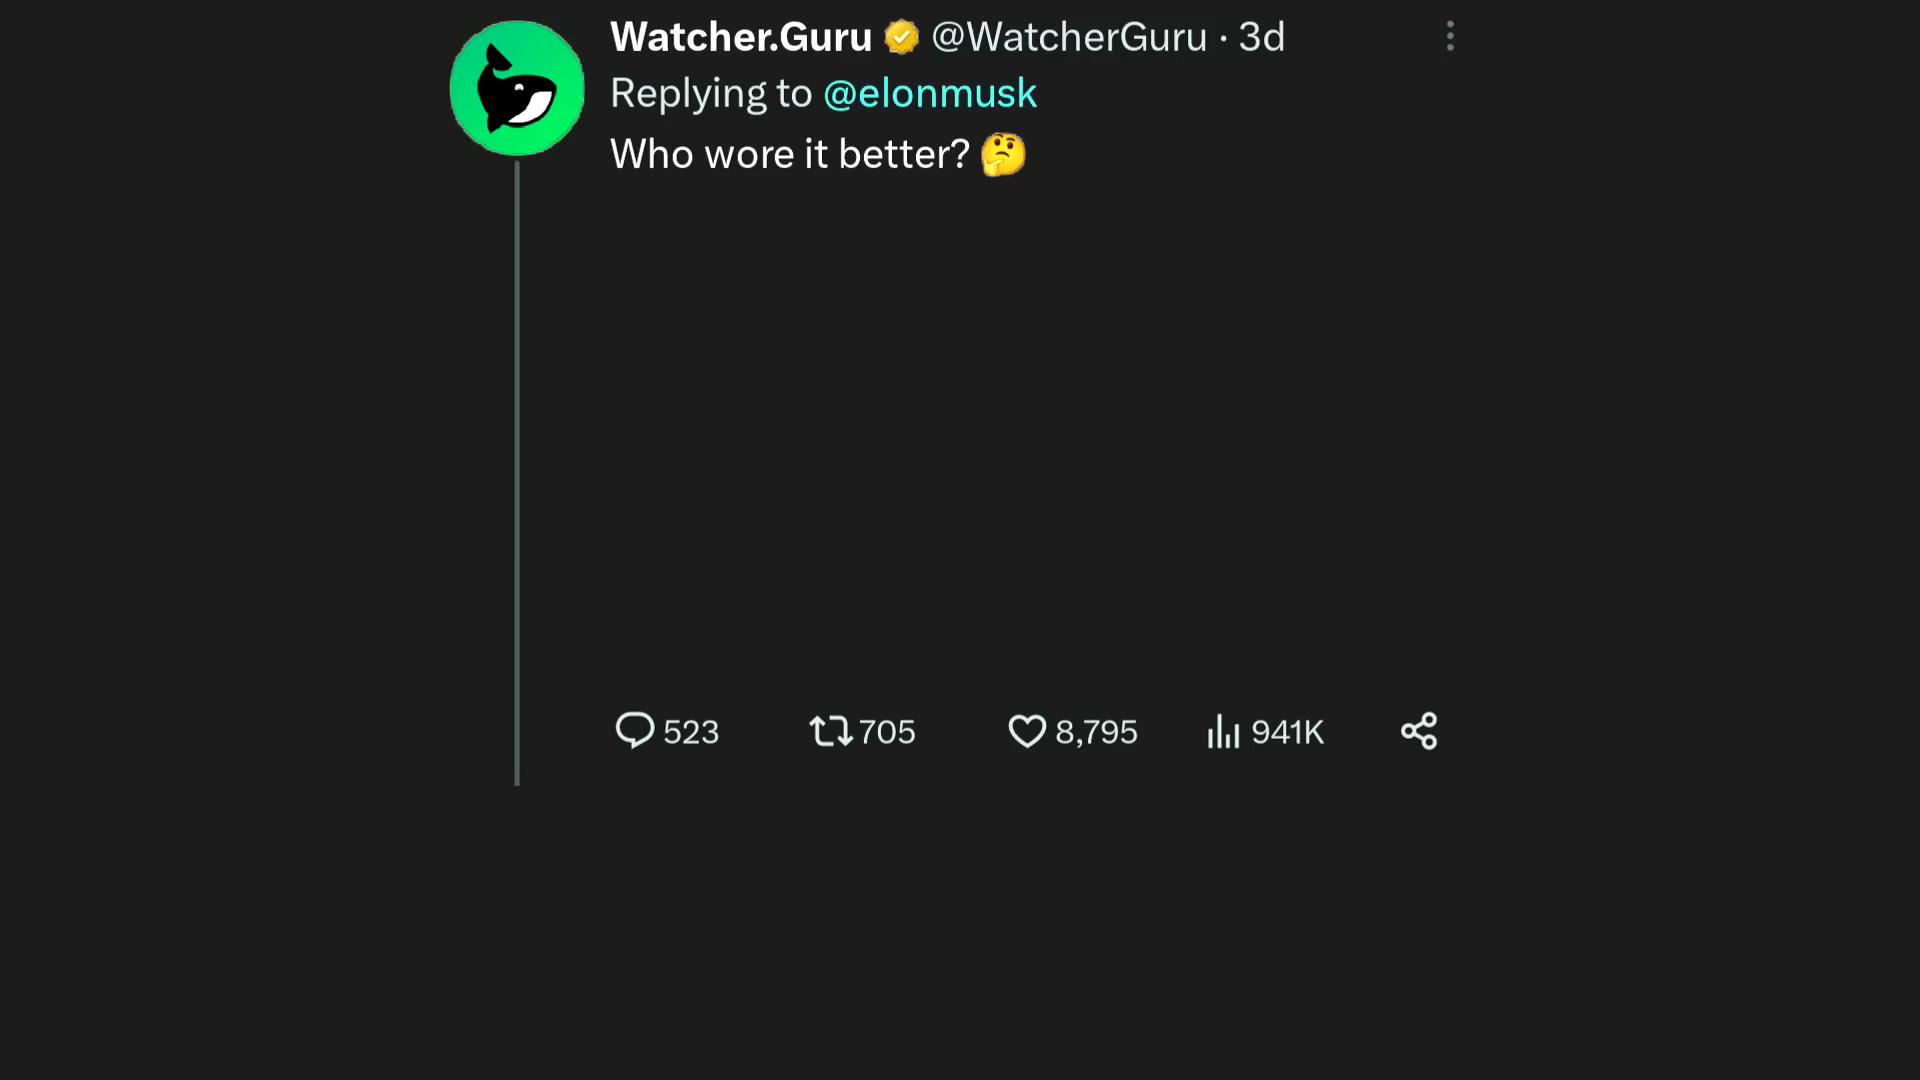 Watcher.Guru @WatcherGuru · 3d
Replying to @elonmusk
Who wore it better? 🤔
523 705 8,795 941K